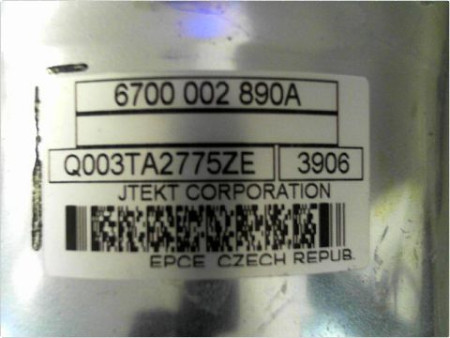 6700 002 890A
Q003TA2775ZE 3906
JTEKT CORPORATION
EPCE CZECH REPUB.